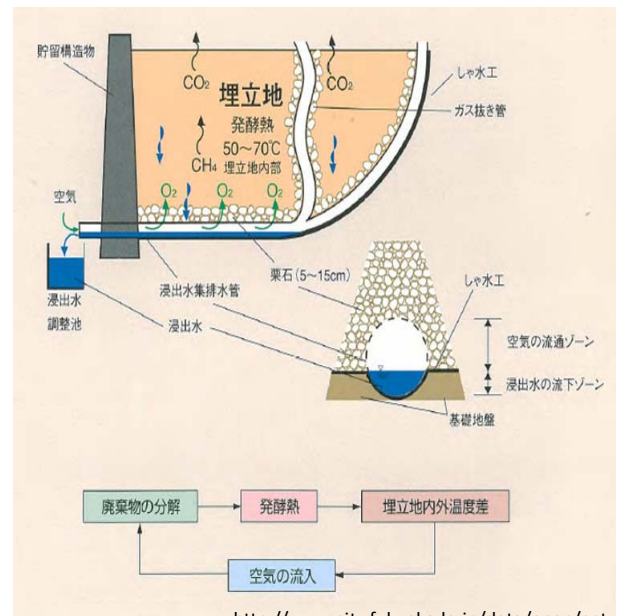 貯留構造物
CO₂
CO₂
しゃ水工
埋立地
ガス抜き管
発酵熱
50～70℃
CH₄ 埋立地内部
O₂ O₂ O₂
空気
浸出水
調整池
浸出水集排水管
浸出水
栗石(5～15cm)
しゃ水工
空気の流通ゾーン
浸出水の流下ゾーン
基礎地盤
廃棄物の分解
発酵熱
埋立地内外温度差
空気の流入